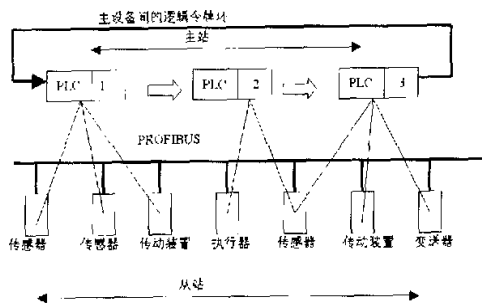 主设备间的逻辑令牌环
主站
PLC 1 PLC 2 PLC 3
PROFIBUS
传感器 传感器 传动装置 执行器 传感器 传动装置 变送器
从站